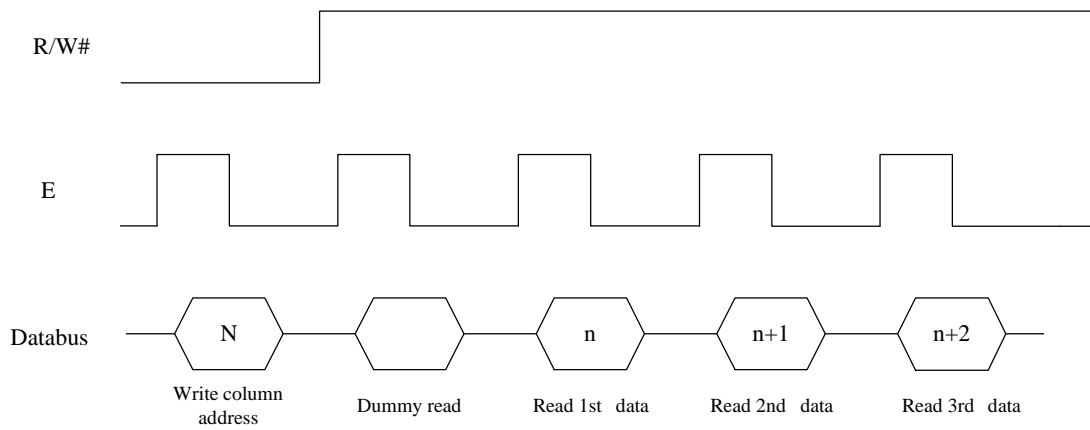 R/W#
E
Databus
N
n
n+1
n+2
Write column
address
Dummy read
Read 1st data
Read 2nd data
Read 3rd data